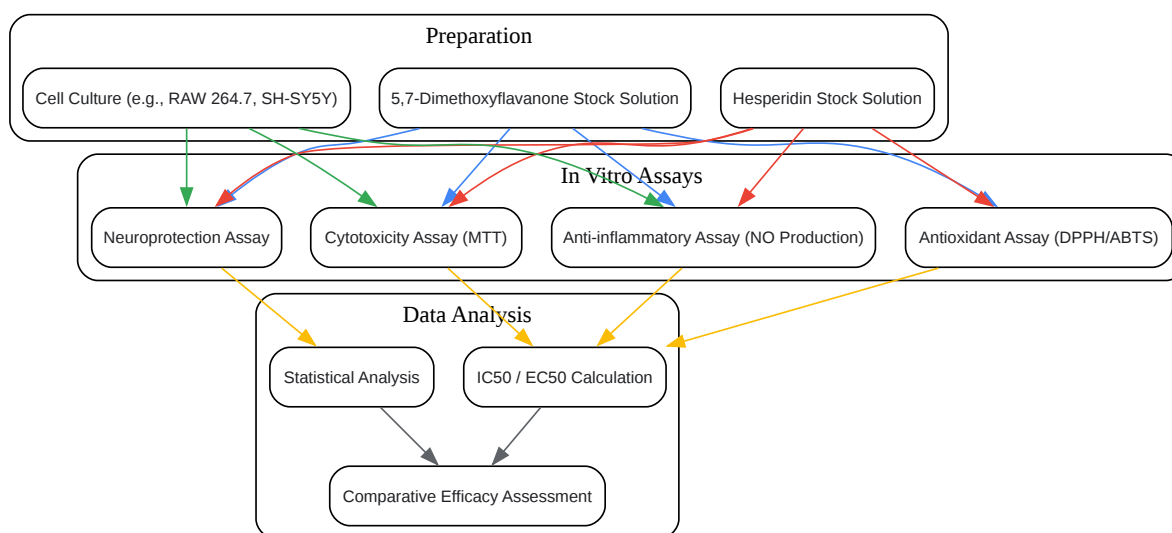 Preparation
Cell Culture (e.g., RAW 264.7, SH-SY5Y)
5,7-Dimethoxyflavanone Stock Solution
Hesperidin Stock Solution
In Vitro Assays
Neuroprotection Assay
Cytotoxicity Assay (MTT)
Anti-inflammatory Assay (NO Production)
Antioxidant Assay (DPPH/ABTS)
Data Analysis
Statistical Analysis
IC50 / EC50 Calculation
Comparative Efficacy Assessment